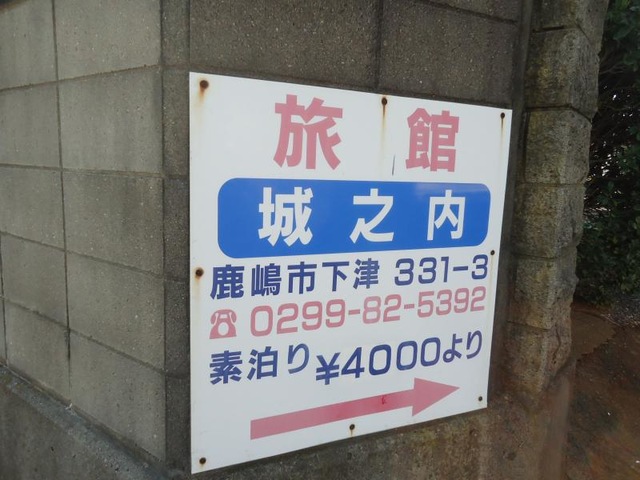 旅館
城之内
鹿嶋市下津 331-3
☎ 0299-82-5392
素泊り ¥4000より